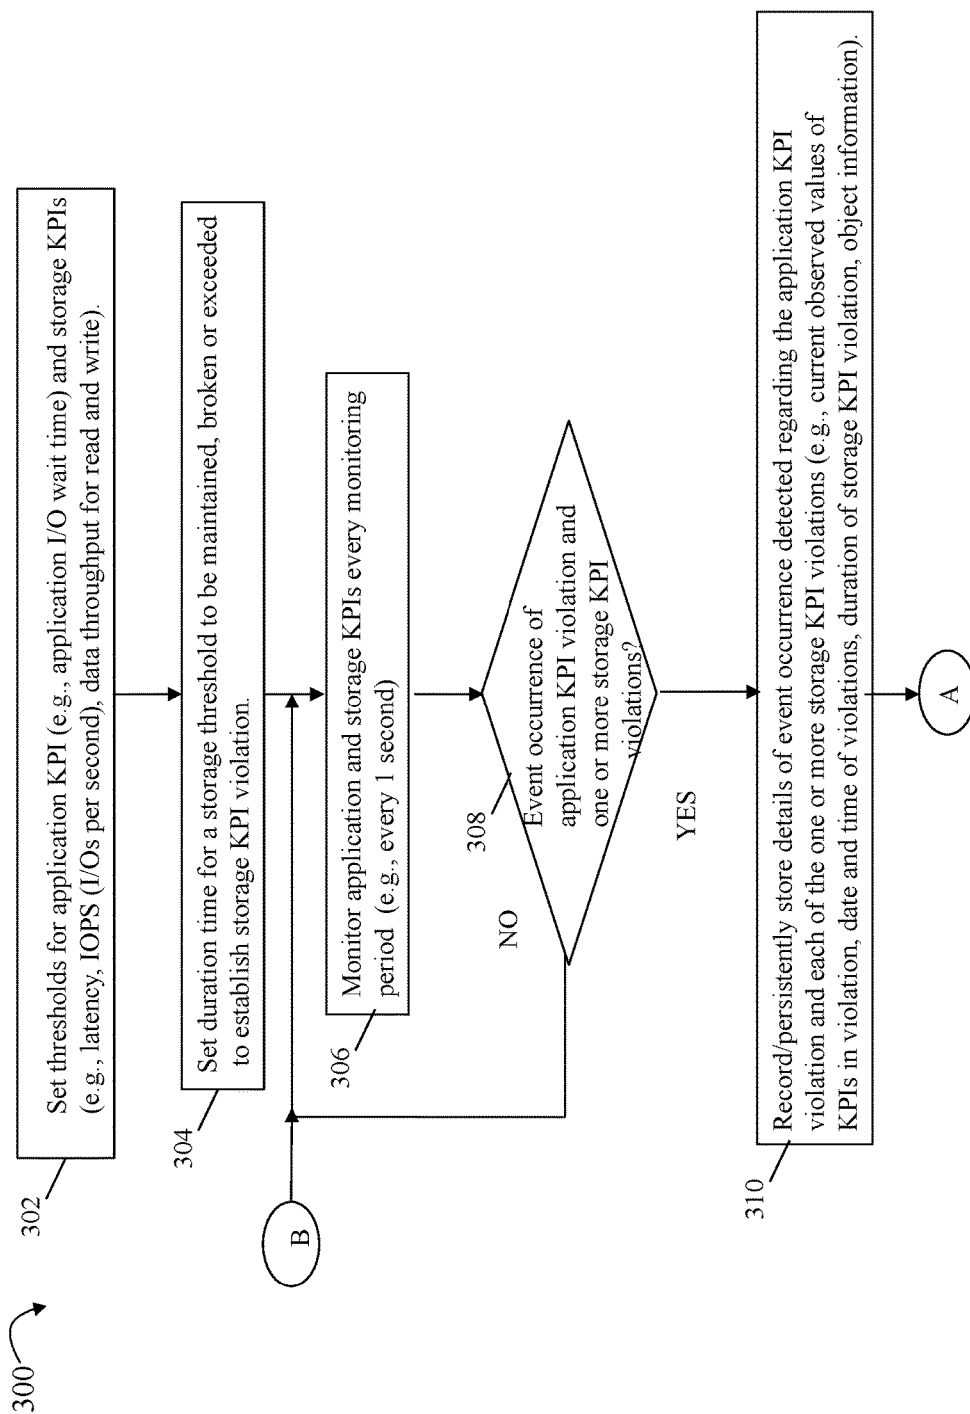 300
302
Set thresholds for application KPI (e.g., application I/O wait time) and storage KPIs
(e.g., latency, IOPS (I/Os per second), data throughput for read and write).
304
Set duration time for a storage threshold to be maintained, broken or exceeded
to establish storage KPI violation.
B
306
Monitor application and storage KPIs every monitoring
period (e.g., every 1 second)
308
Event occurrence of
application KPI violation and
one or more storage KPI
violations?
NO
YES
310
Record/persistently store details of event occurrence detected regarding the application KPI
violation and each of the one or more storage KPI violations (e.g., current observed values of
KPIs in violation, date and time of violations, duration of storage KPI violation, object information).
A